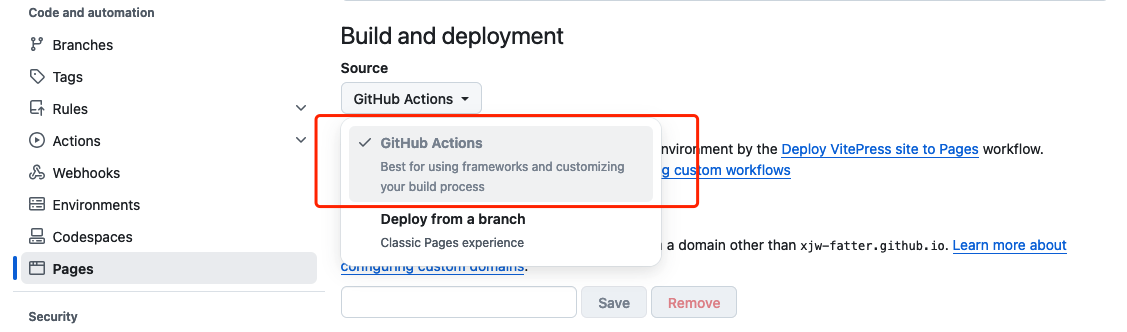 Code and automation
Branches
Tags
Rules
Actions
Webhooks
Environments
Codespaces
Pages
Security
Build and deployment
Source
GitHub Actions
GitHub Actions
Best for using frameworks and customizing
your build process
Deploy from a branch
Classic Pages experience
nvironment by the Deploy VitePress site to Pages workflow.
g custom workflows
a domain other than xjw-fatter.github.io. Learn more about
configuring custom domains.
Save Remove